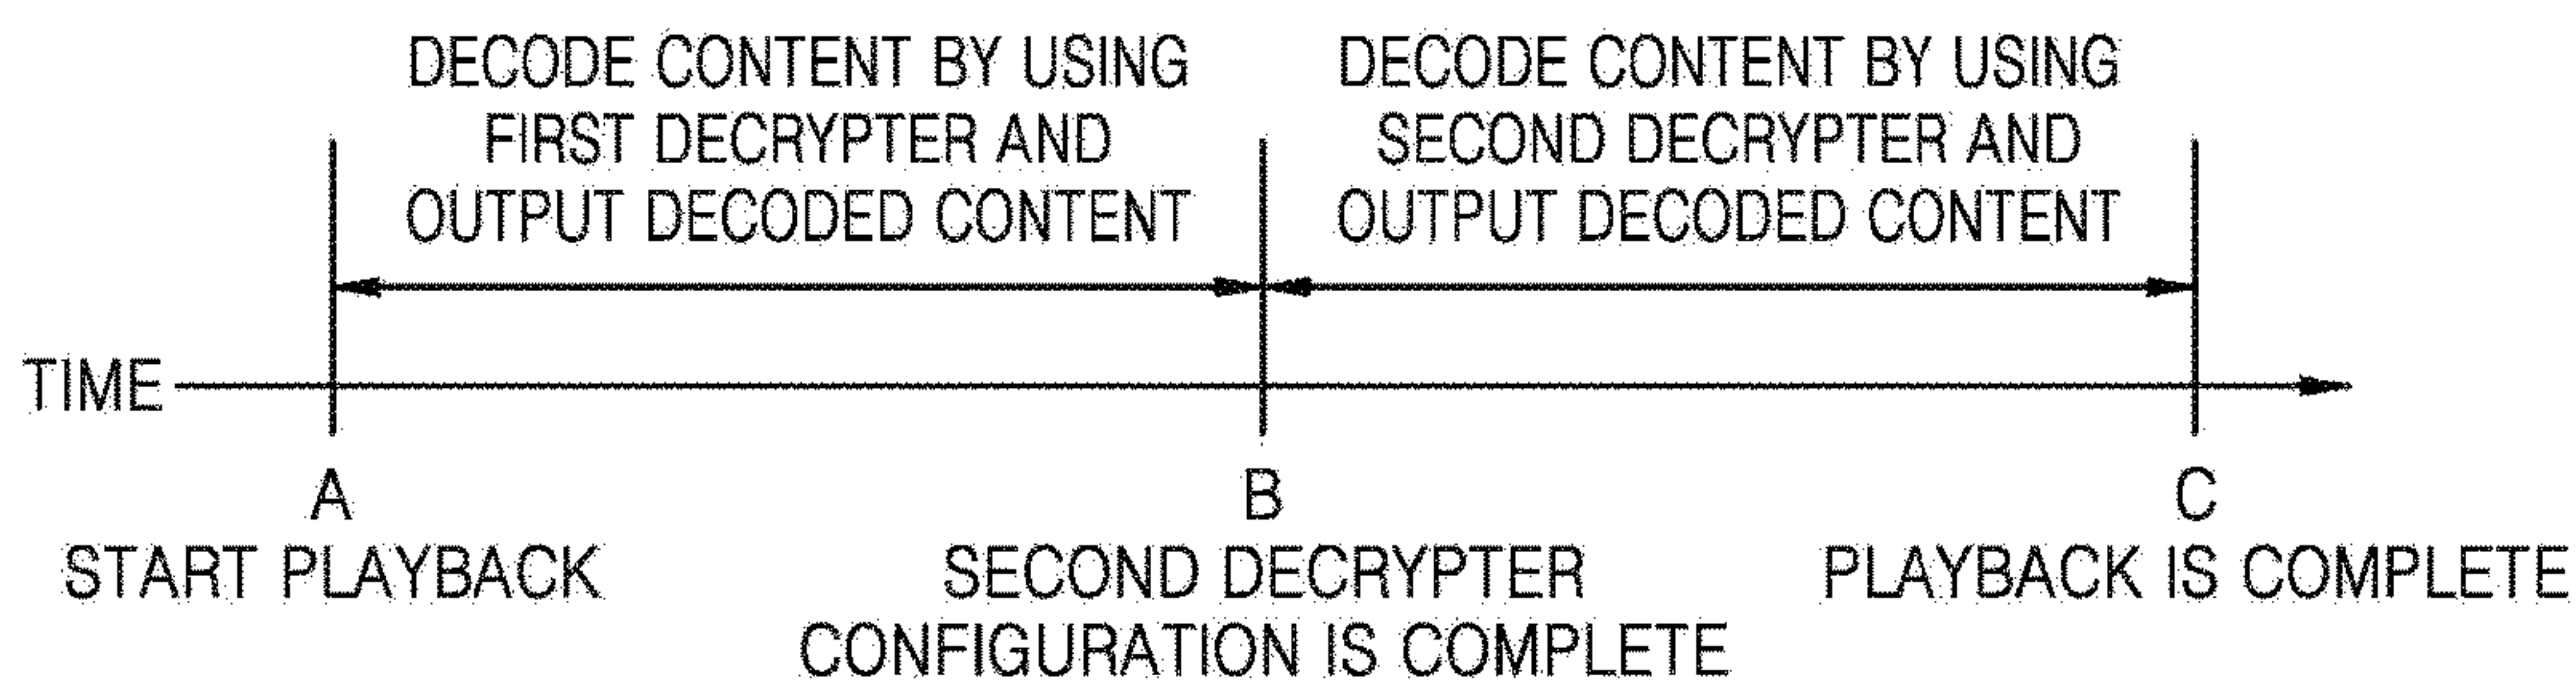 DECODE CONTENT BY USING
FIRST DECRYPTER AND
OUTPUT DECODED CONTENT
DECODE CONTENT BY USING
SECOND DECRYPTER AND
OUTPUT DECODED CONTENT
TIME
A
START PLAYBACK
B
SECOND DECRYPTER
CONFIGURATION IS COMPLETE
C
PLAYBACK IS COMPLETE